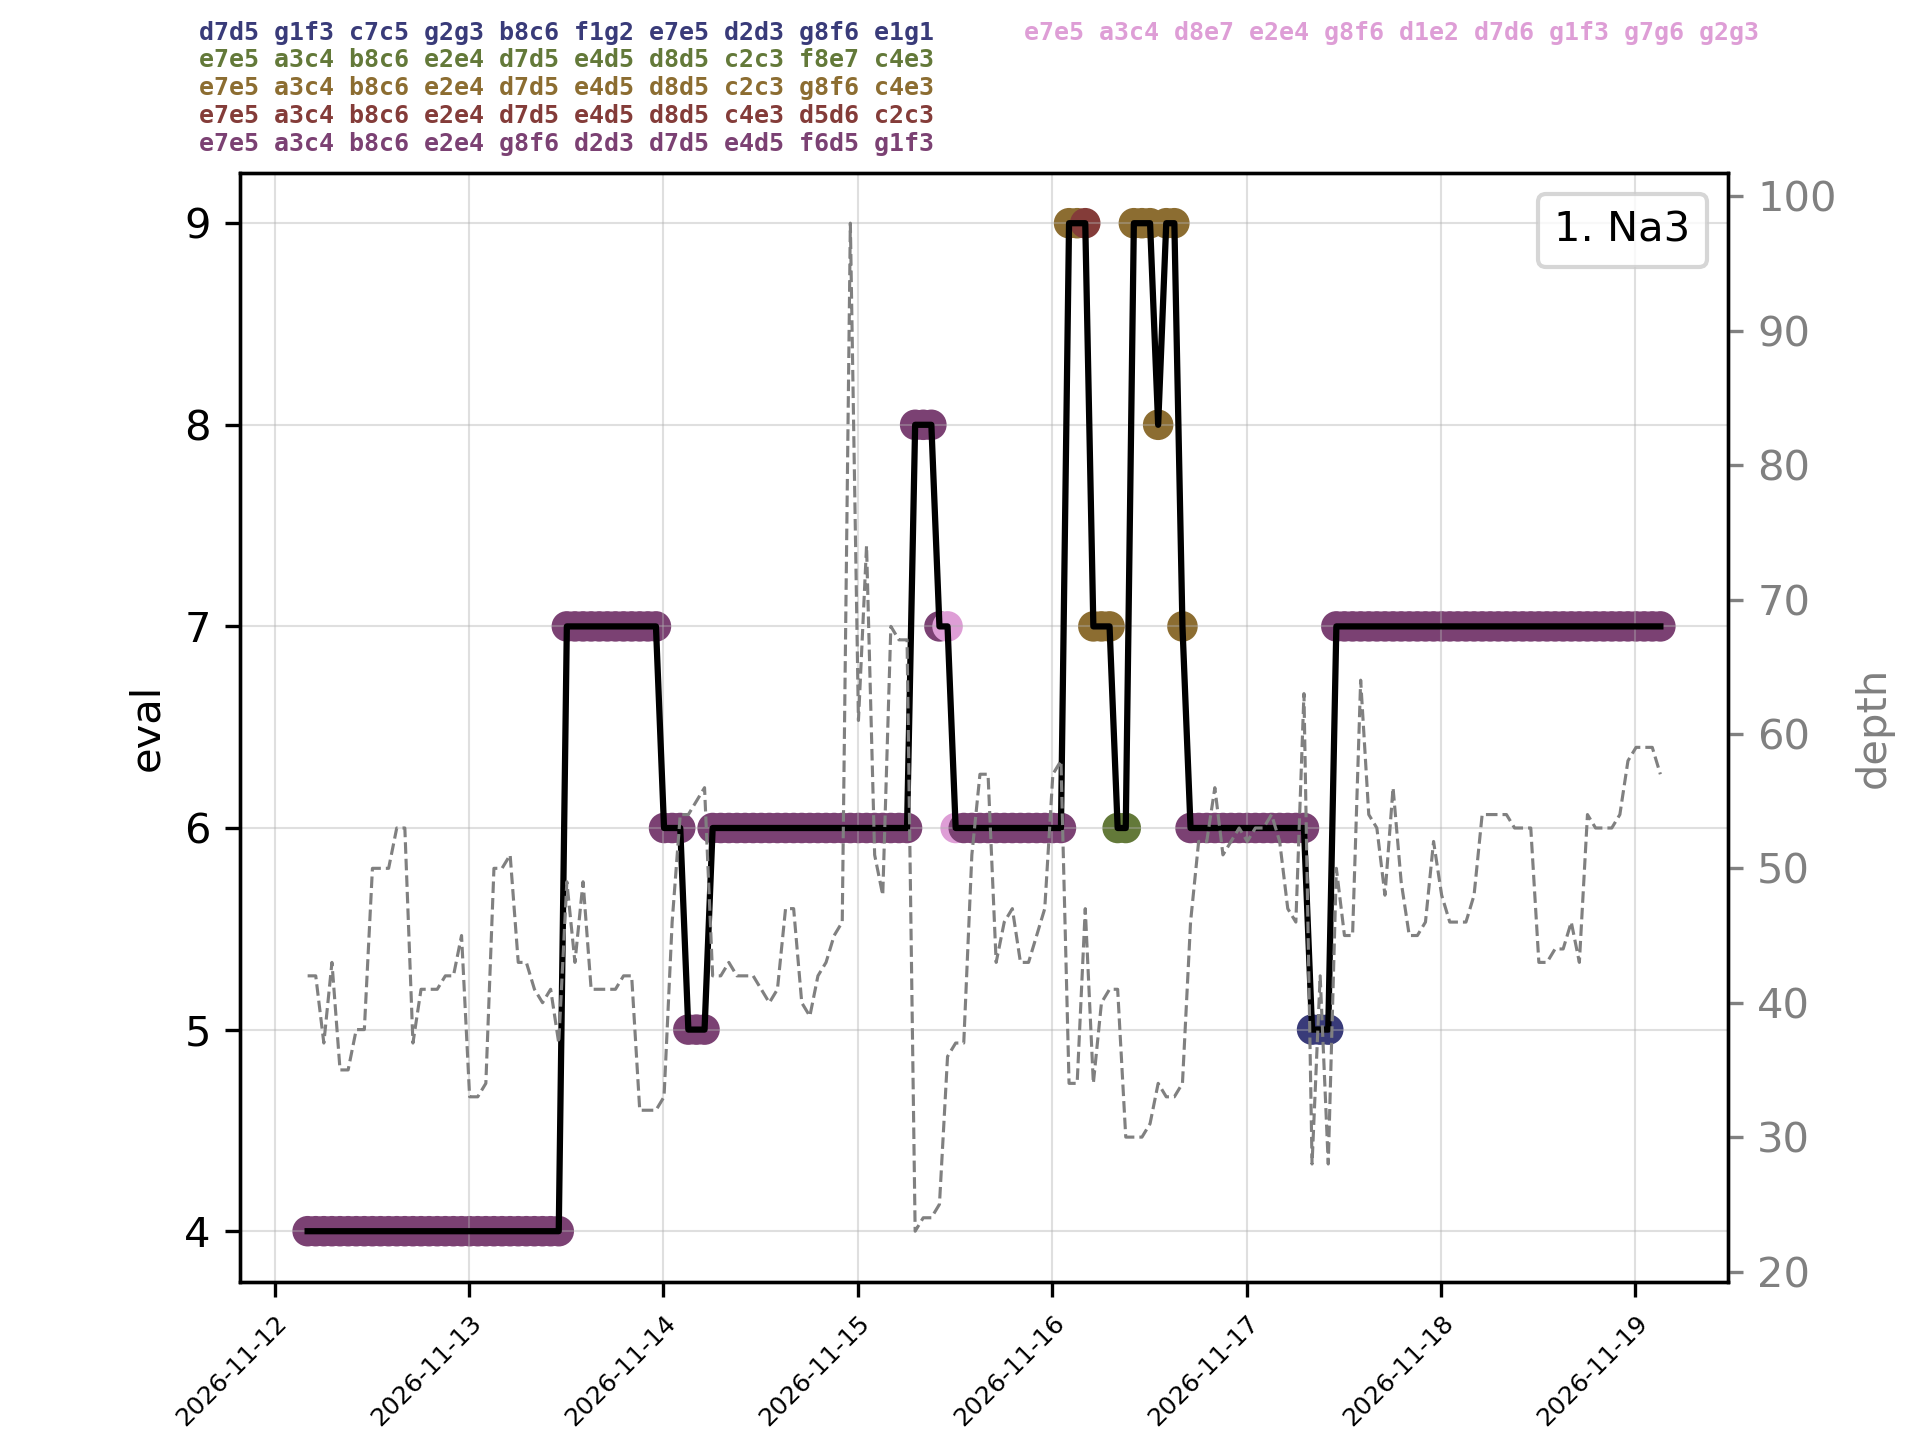 d7d5 g1f3 c7c5 g2g3 b8c6 f1g2 e7e5 d2d3 g8f6 e1g1
e7e5 a3c4 b8c6 e2e4 d7d5 e4d5 d8d5 c2c3 f8e7 c4e3
e7e5 a3c4 b8c6 e2e4 d7d5 e4d5 d8d5 c2c3 g8f6 c4e3
e7e5 a3c4 b8c6 e2e4 d7d5 e4d5 d8d5 c4e3 d5d6 c2c3
e7e5 a3c4 b8c6 e2e4 g8f6 d2d3 d7d5 e4d5 f6d5 g1f3
e7e5 a3c4 d8e7 e2e4 g8f6 d1e2 d7d6 g1f3 g7g6 g2g3
1. Na3
eval
9
8
7
6
5
4
100
90
80
70
60
50
40
30
20
depth
2026-11-12
2026-11-13
2026-11-14
2026-11-15
2026-11-16
2026-11-17
2026-11-18
2026-11-19